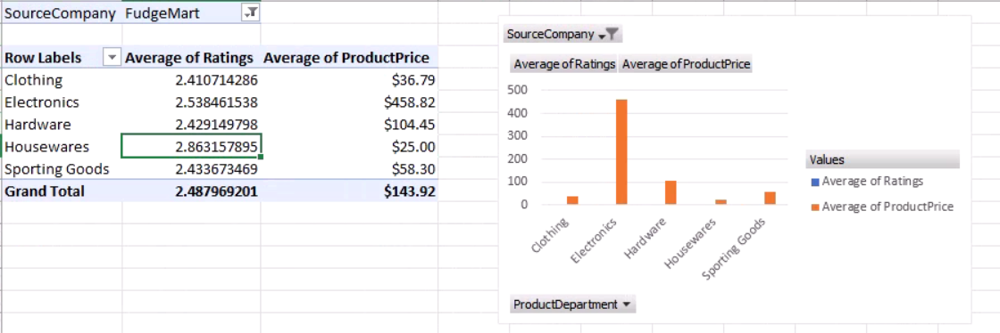 SourceCompany FudgeMart
Row Labels Average of Ratings Average of ProductPrice
Clothing 2.410714286 $36.79
Electronics 2.538461538 $458.82
Hardware 2.429149798 $104.45
Housewares 2.863157895 $25.00
Sporting Goods 2.433673469 $58.30
Grand Total 2.487969201 $143.92
SourceCompany
Average of Ratings Average of ProductPrice
500
400
300
200
100
0
Clothing
Electronics
Hardware
Housewares
Sporting Goods
Values
Average of Ratings
Average of ProductPrice
ProductDepartment